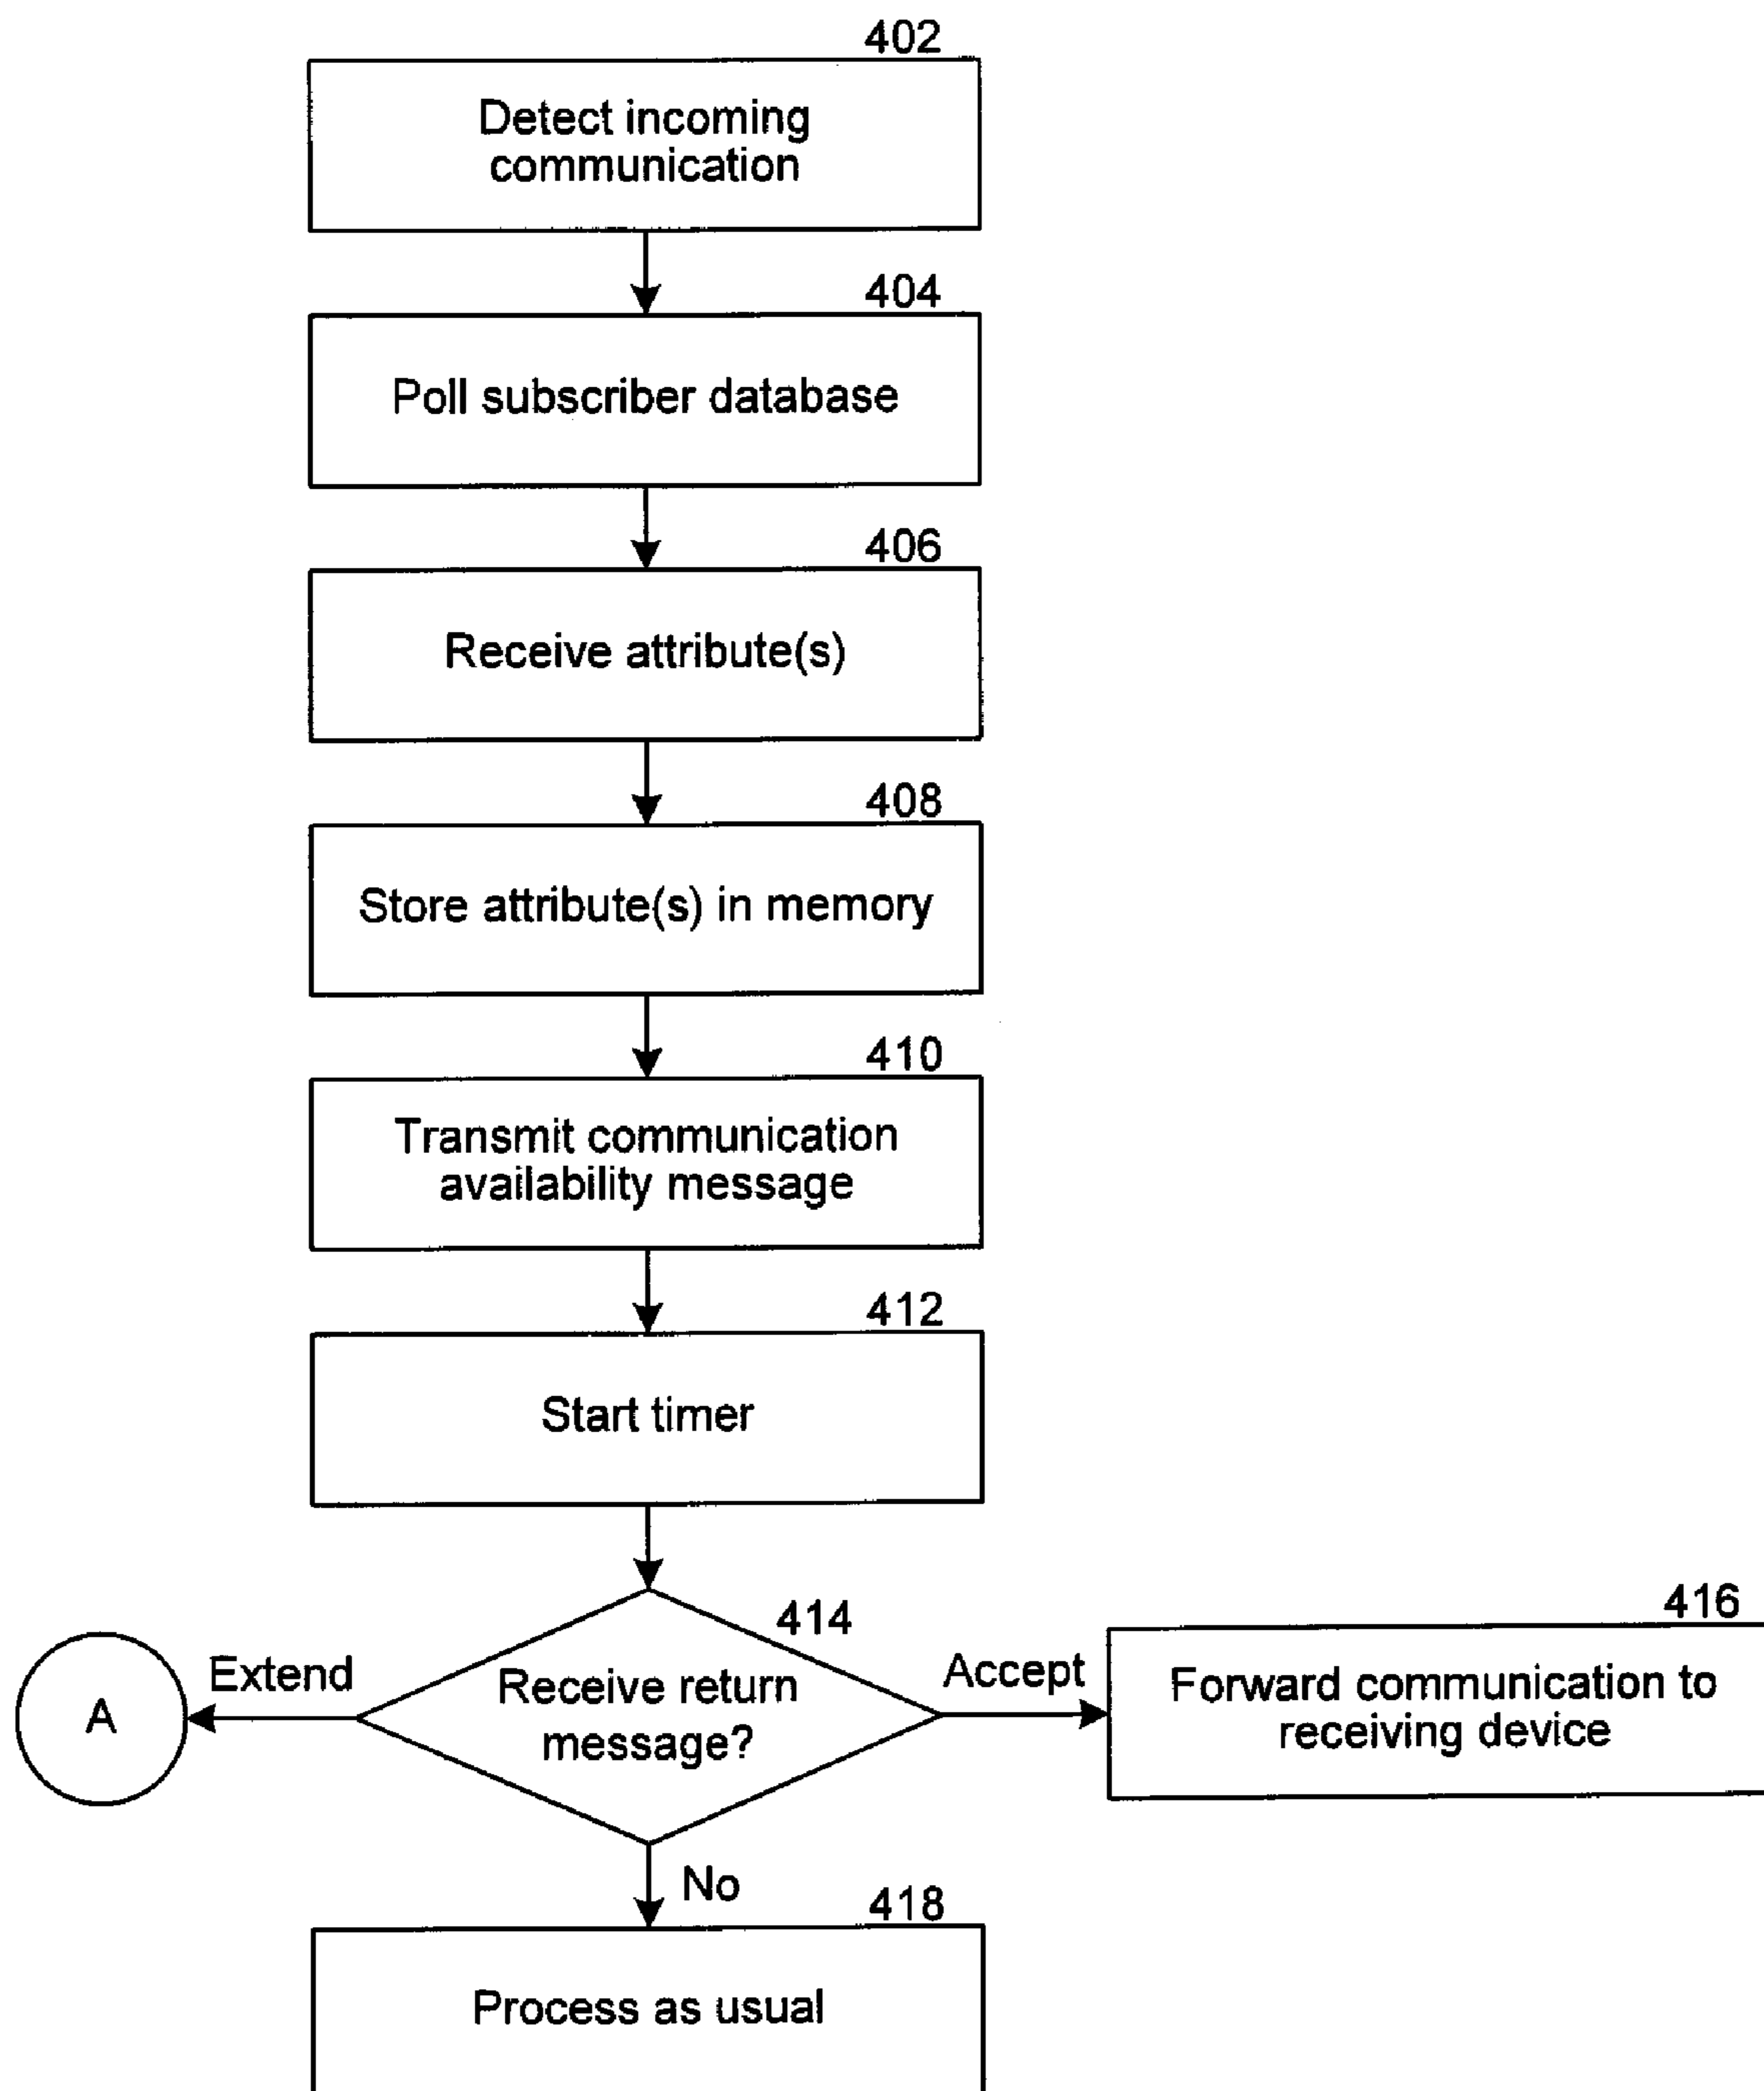 402
Detect incoming
communication
404
Poll subscriber database
406
Receive attribute(s)
408
Store attribute(s) in memory
410
Transmit communication
availability message
412
Start timer
414
Receive return
message?
Extend
A
Accept
416
Forward communication to
receiving device
No
418
Process as usual